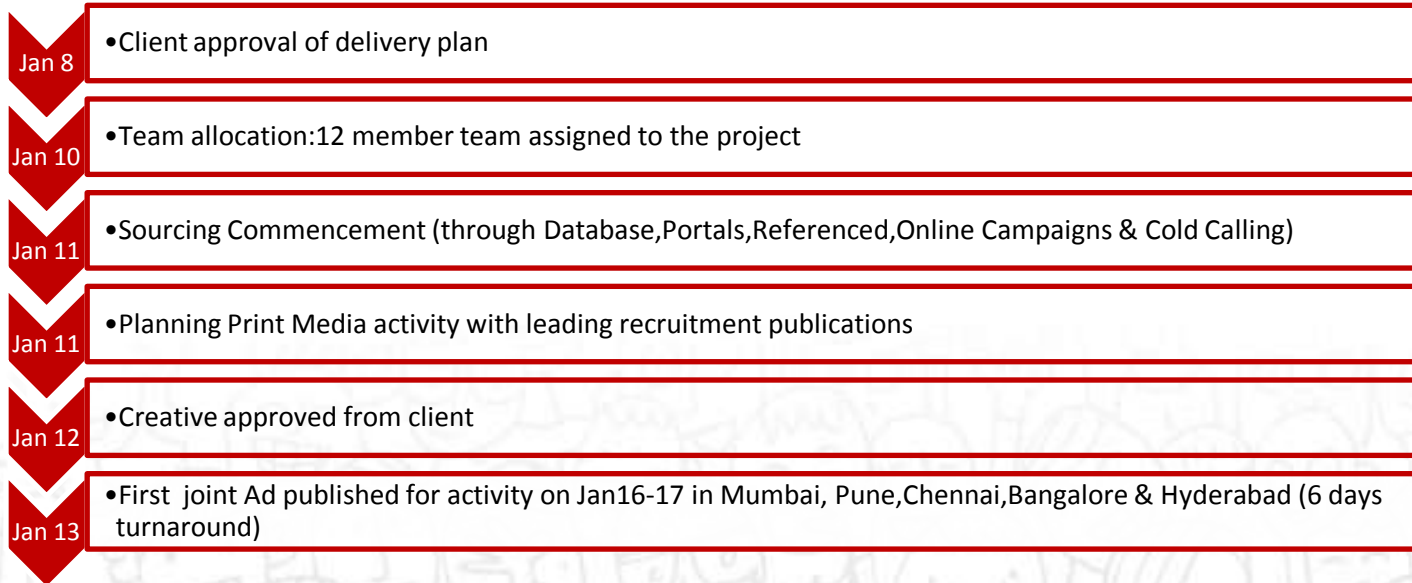 Jan 8
•Client approval of delivery plan
Jan 10
•Team allocation:12 member team assigned to the project
Jan 11
•Sourcing Commencement (through Database,Portals,Referenced,Online Campaigns & Cold Calling)
Jan 11
•Planning Print Media activity with leading recruitment publications
Jan 12
•Creative approved from client
Jan 13
•First  joint Ad published for activity on Jan16-17 in Mumbai, Pune,Chennai,Bangalore & Hyderabad (6 days
turnaround)